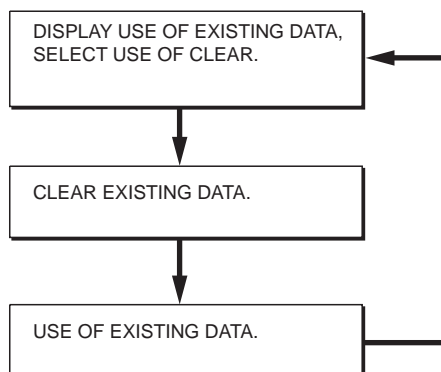 DISPLAY USE OF EXISTING DATA,
SELECT USE OF CLEAR.
CLEAR EXISTING DATA.
USE OF EXISTING DATA.